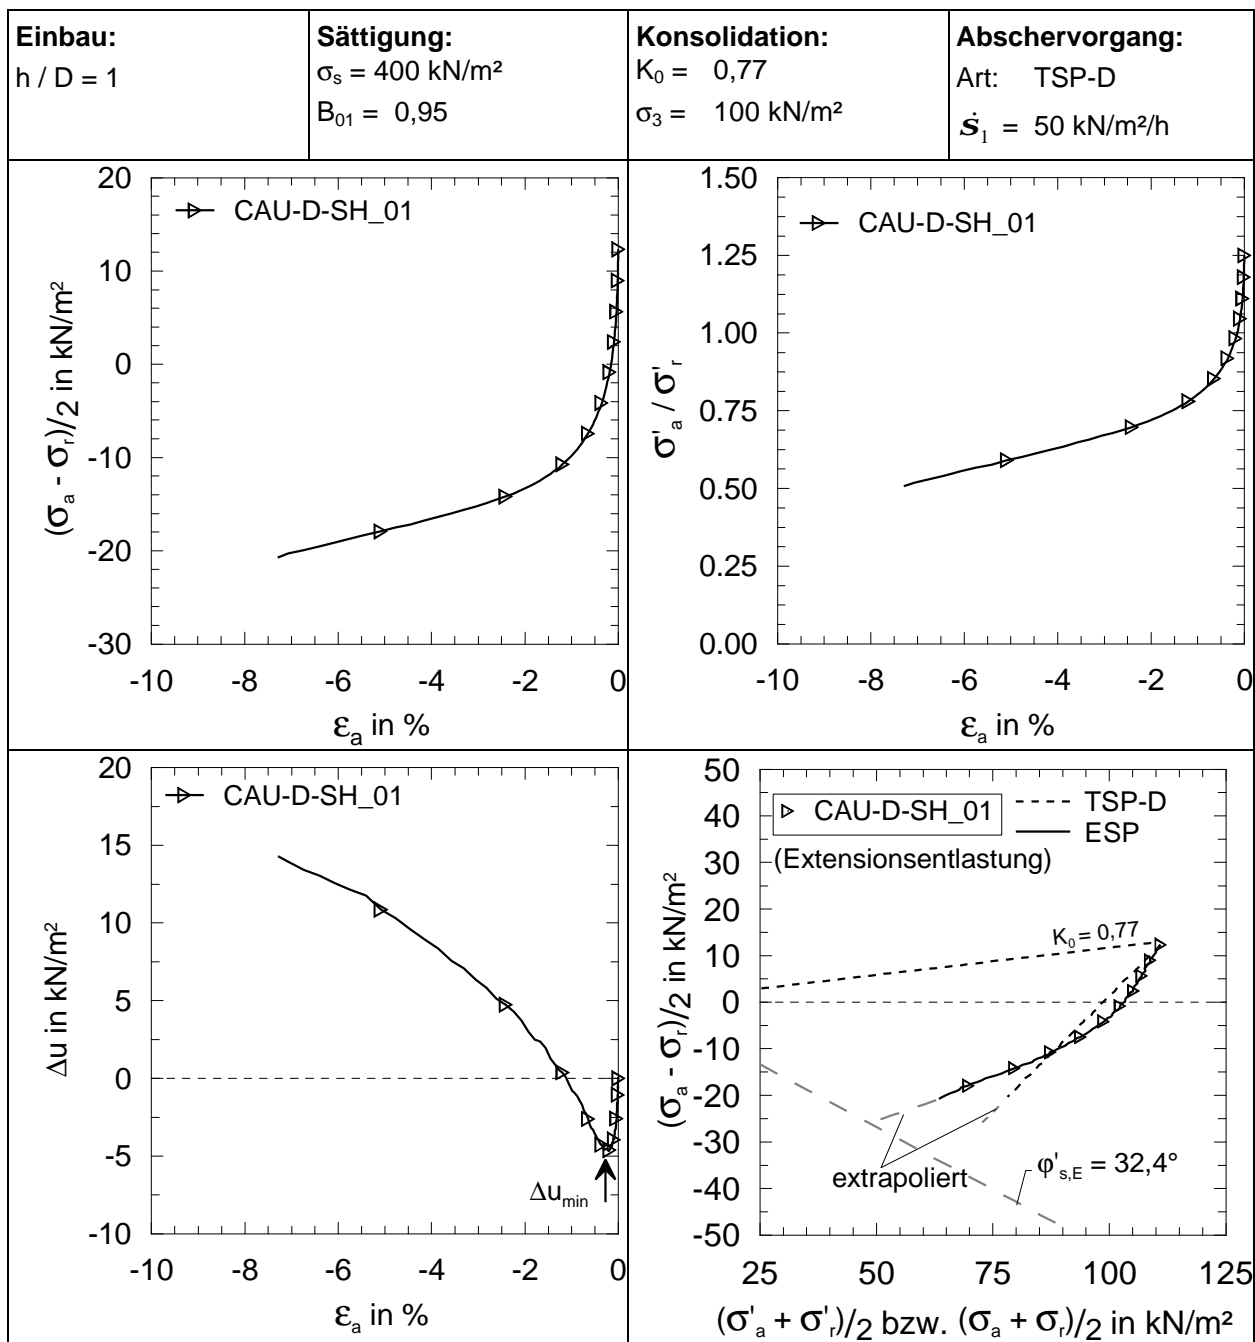 Einbau:
h / D = 1
Sättigung:
σs = 400 kN/m²
B01 = 0,95
Konsolidation:
K0 = 0,77
σ3 = 100 kN/m²
Abschervorgang:
Art: TSP-D
ṡ1 = 50 kN/m²/h
CAU-D-SH_01
(σa - σr)/2 in kN/m²
20
10
0
-10
-20
-30
-10 -8 -6 -4 -2 0
εa in %
CAU-D-SH_01
σ'a / σ'r
1.50
1.25
1.00
0.75
0.50
0.25
0.00
-10 -8 -6 -4 -2 0
εa in %
CAU-D-SH_01
Δu in kN/m²
20
15
10
5
0
-5
-10
Δumin
-10 -8 -6 -4 -2 0
εa in %
CAU-D-SH_01
(Extensionsentlastung)
TSP-D
ESP
(σa - σr)/2 in kN/m²
50
40
30
20
10
0
-10
-20
-30
-40
-50
K0 = 0,77
extrapoliert
φ's,E = 32,4°
25 50 75 100 125
(σ'a + σ'r)/2 bzw. (σa + σr)/2 in kN/m²